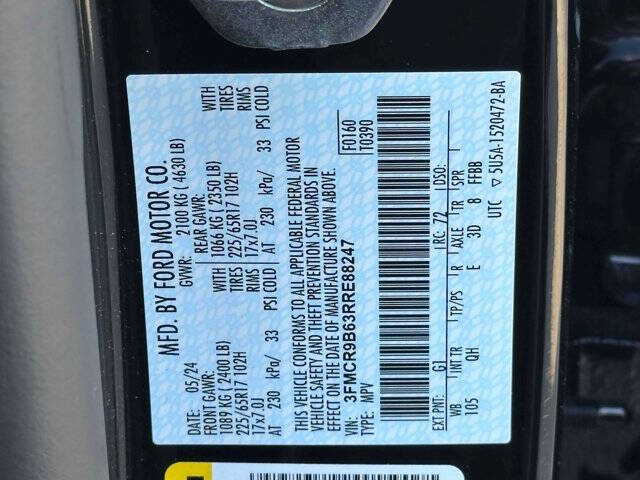 MFD. BY FORD MOTOR CO.
DATE: 05/24 GVWR: 2100 KG ( 4630 LB)
FRONT GAWR: REAR GAWR: WITH
1089 KG ( 2400 LB) 1066 KG ( 2350 LB) TIRES
225/65R17 102H 225/65R17 102H RIMS
17x7.0J 17x7.0J
AT 230 kPa/ 33 PSI COLD AT 230 kPa/ 33 PSI COLD
WITH
TIRES
RIMS
THIS VEHICLE CONFORMS TO ALL APPLICABLE FEDERAL MOTOR
VEHICLE SAFETY AND THEFT PREVENTION STANDARDS IN
EFFECT ON THE DATE OF MANUFACTURE SHOWN ABOVE.
VIN: 3FMCR9B63RRE88247
TYPE: MPV
F0160
T0390
EXT PNT: G1 RC: 72 DSO:
WB INT TR TP/PS R AXLE TR SPR
105 QH E 3D 8 FFBB
UTC ▽ 5U5A-1520472-BA